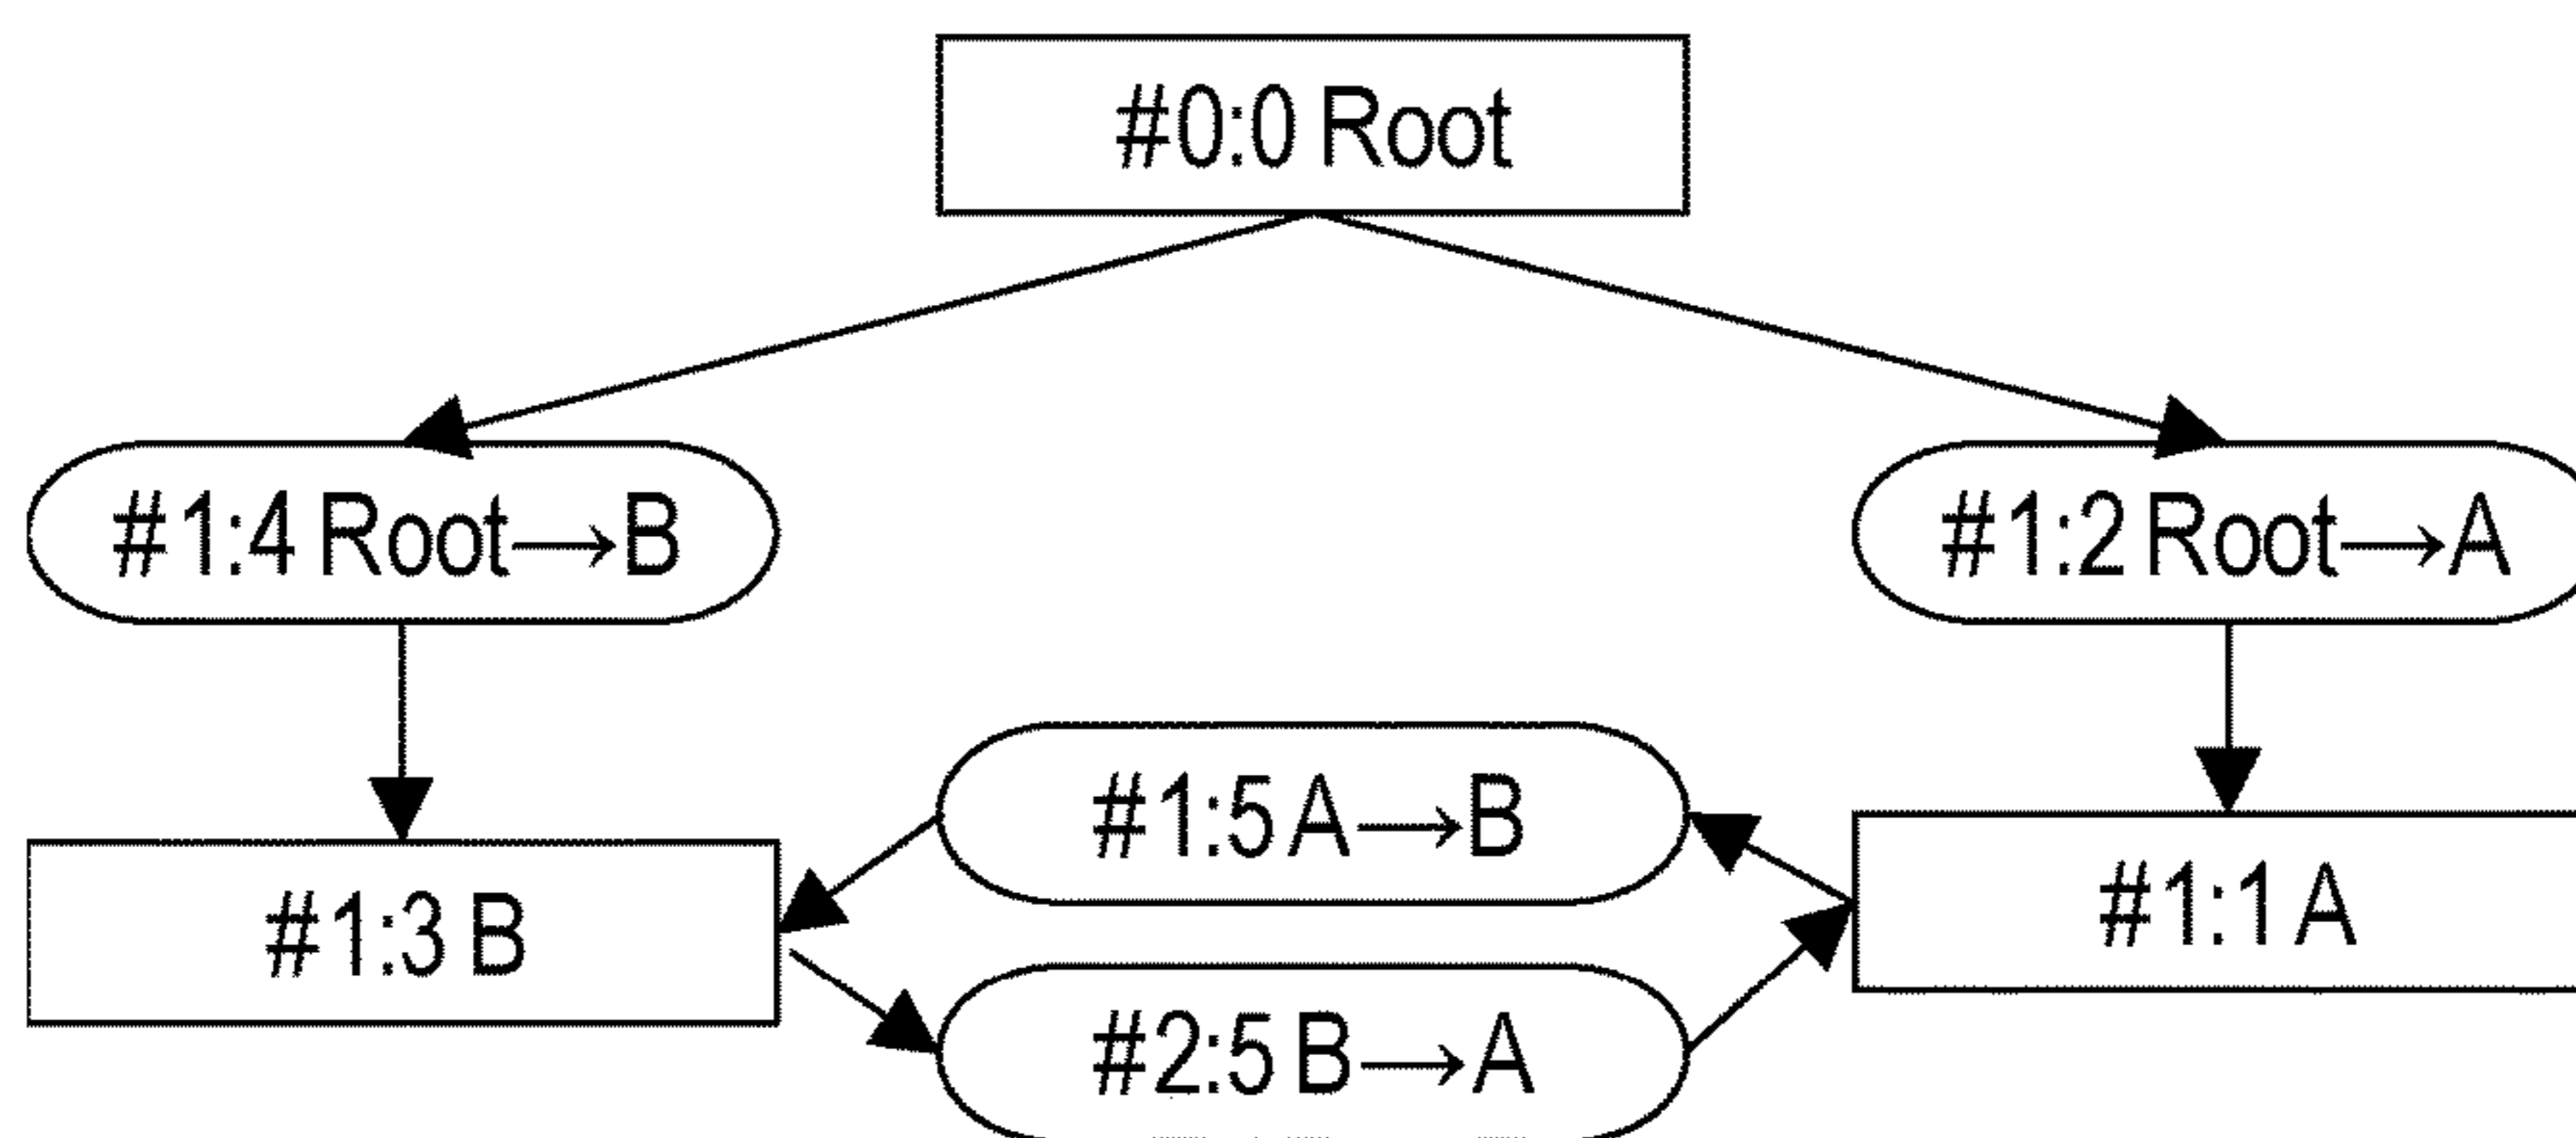 #0:0 Root
#1:4 Root→B
#1:2 Root→A
#1:5 A→B
#1:3 B
#1:1 A
#2:5 B→A